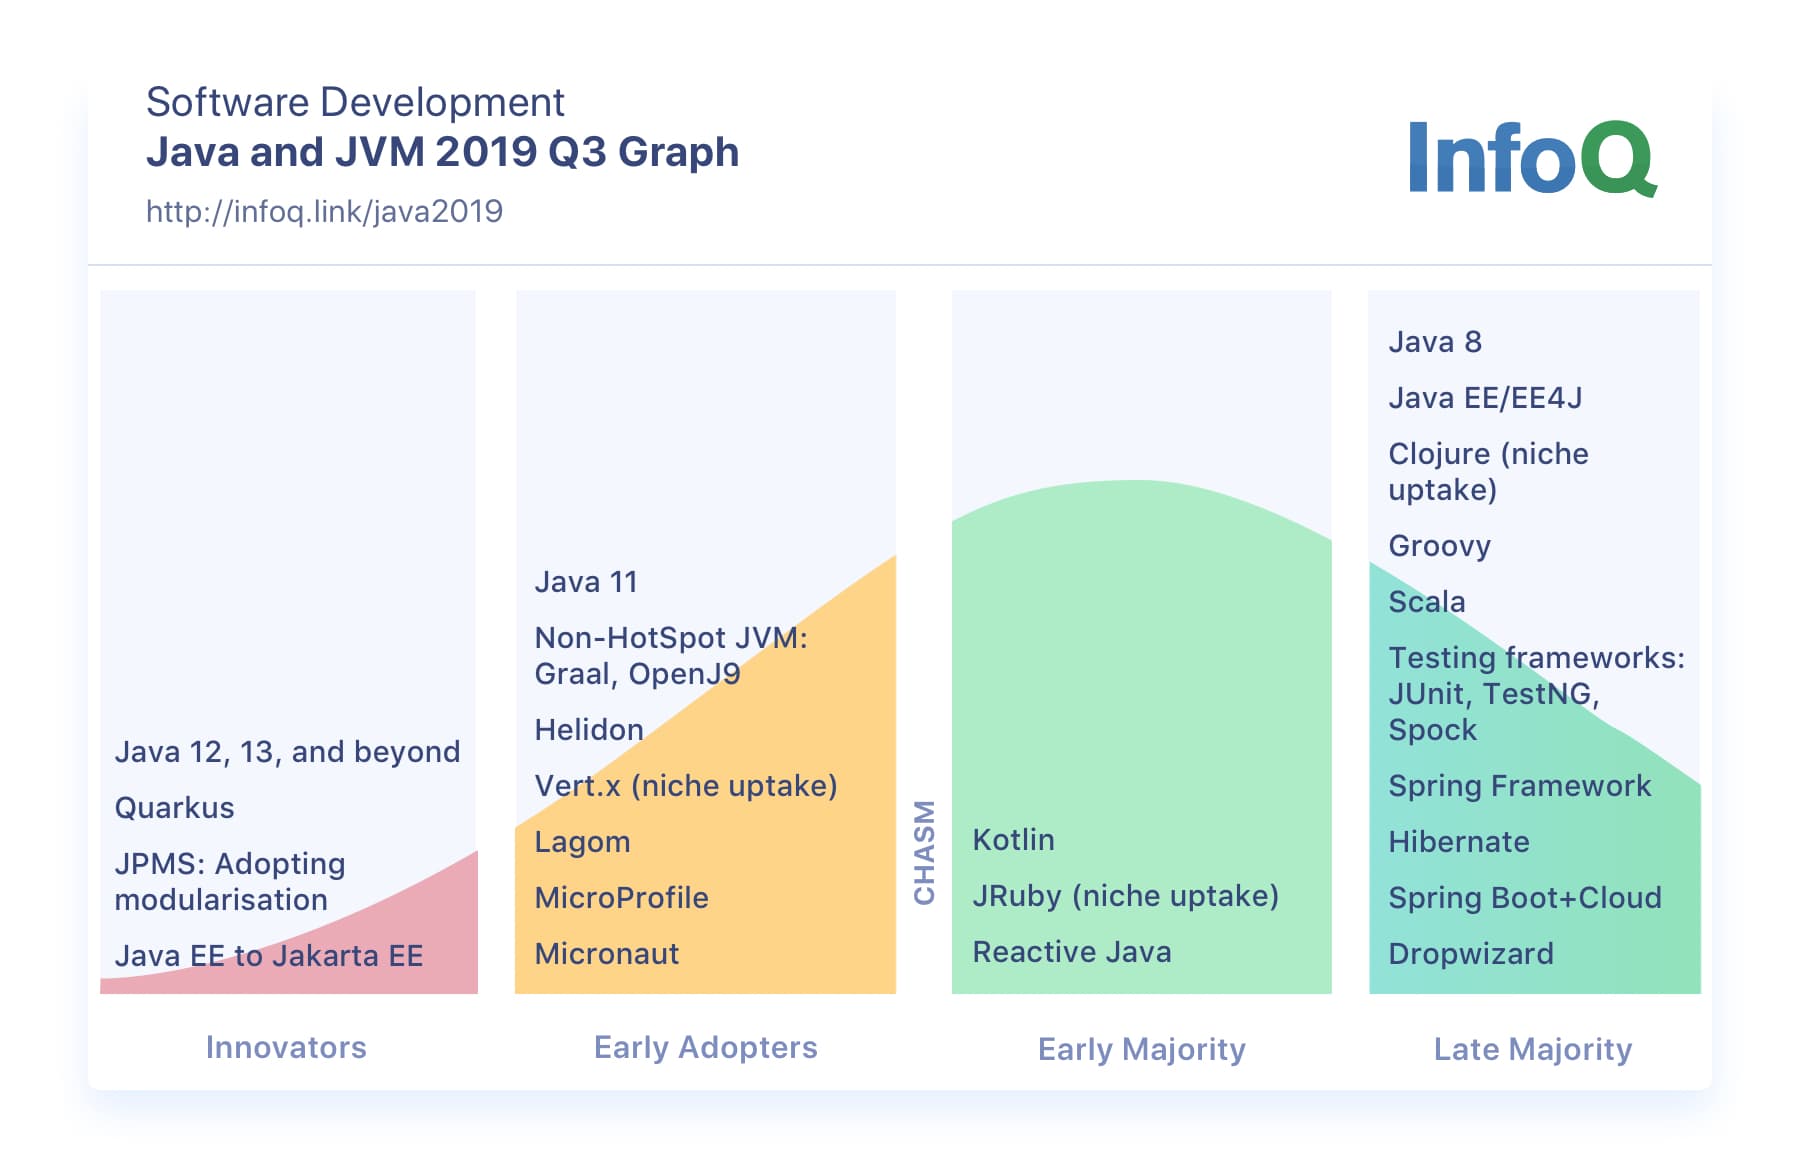 Software Development
Java and JVM 2019 Q3 Graph
http://infoq.link/java2019
InfoQ
Java 12, 13, and beyond
Quarkus
JPMS: Adopting
modularisation
Java EE to Jakarta EE
Innovators
Java 11
Non-HotSpot JVM:
Graal, OpenJ9
Helidon
Vert.x (niche uptake)
Lagom
MicroProfile
Micronaut
Early Adopters
CHASM
Kotlin
JRuby (niche uptake)
Reactive Java
Early Majority
Java 8
Java EE/EE4J
Clojure (niche
uptake)
Groovy
Scala
Testing frameworks:
JUnit, TestNG,
Spock
Spring Framework
Hibernate
Spring Boot+Cloud
Dropwizard
Late Majority